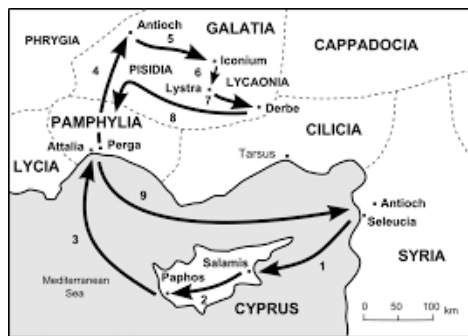 Antioch
GALATIA
PHRYGIA
5
CAPPADOCIA
Iconium
4
PISIDIA
6
LYCAONIA
Lystra
7
Derbe
8
PAMPHYLIA
CILICIA
Attalia
Perga
Tarsus
LYCIA
9
Antioch
Seleucia
3
SYRIA
Salamis
1
Paphos
Mediterranean
Sea
2
CYPRUS
0 50 100
km